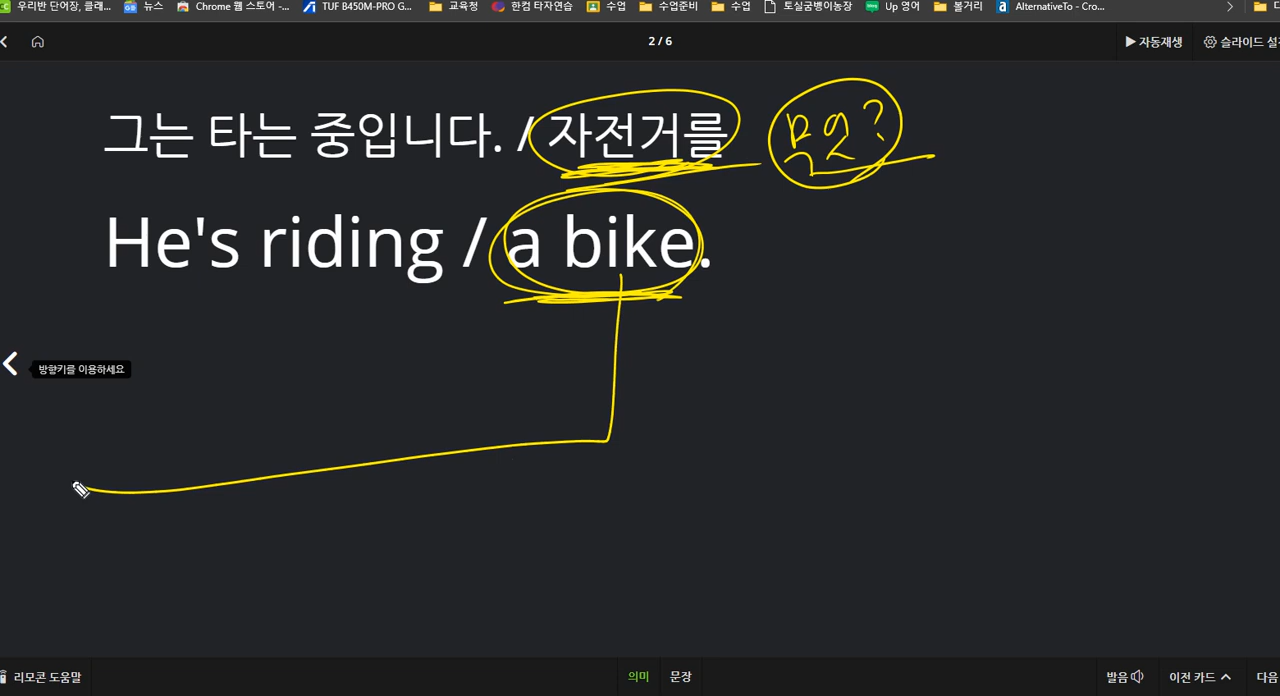 우리반 단어장, 클래... 뉴스 Chrome 웹 스토어 -... TUF B450M-PRO G... 교육청 한컴 타자연습 수업 수업준비 수업 토실굼벵이농장 Up 영어 볼거리 AlternativeTo - Cro...
2 / 6 자동재생 슬라이드 설
그는 타는 중입니다. / 자전거를
He's riding / a bike.
방향키를 이용하세요
리모콘 도움말 의미 문장 발음 이전 카드 다음